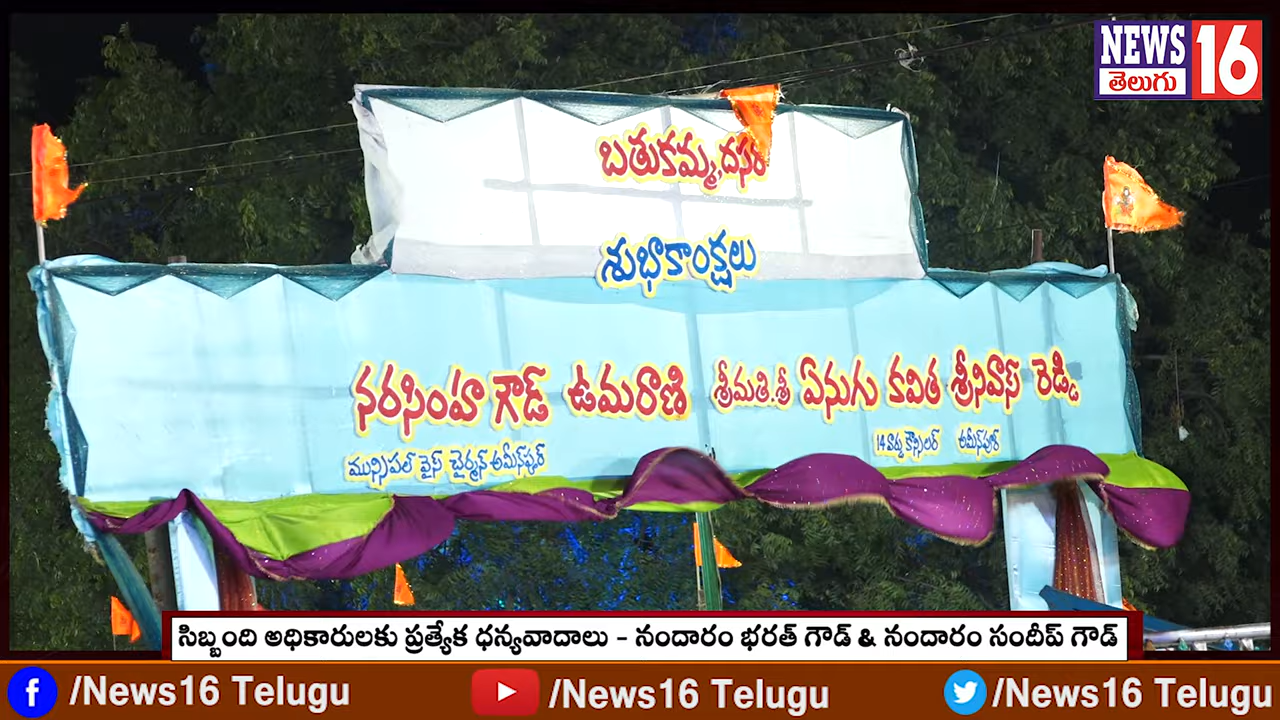 NEWS 16
తెలుగు
బతుకమ్మ,దసరా
శుభాకాంక్షలు
నరసింహ గౌడ్ ఉమరాణి శ్రీమతి.శ్రీ ఏనుగు కవిత శ్రీనివాస్ రెడ్డి
మున్సిపల్ వైస్ చైర్మన్ అమీన్‌పూర్ 14 వార్డు కౌన్సిలర్ అమీన్‌పూర్
సిబ్బంది అధికారులకు ప్రత్యేక ధన్యవాదాలు - నందారం భరత్ గౌడ్ & నందారం సందీప్ గౌడ్
/News16 Telugu /News16 Telugu /News16 Telugu